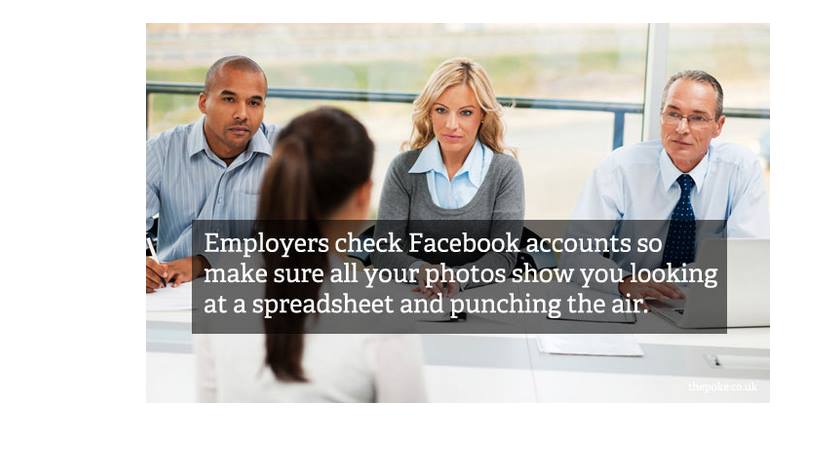 Employers check Facebook accounts so
make sure all your photos show you looking
at a spreadsheet and punching the air.
thepoke.co.uk